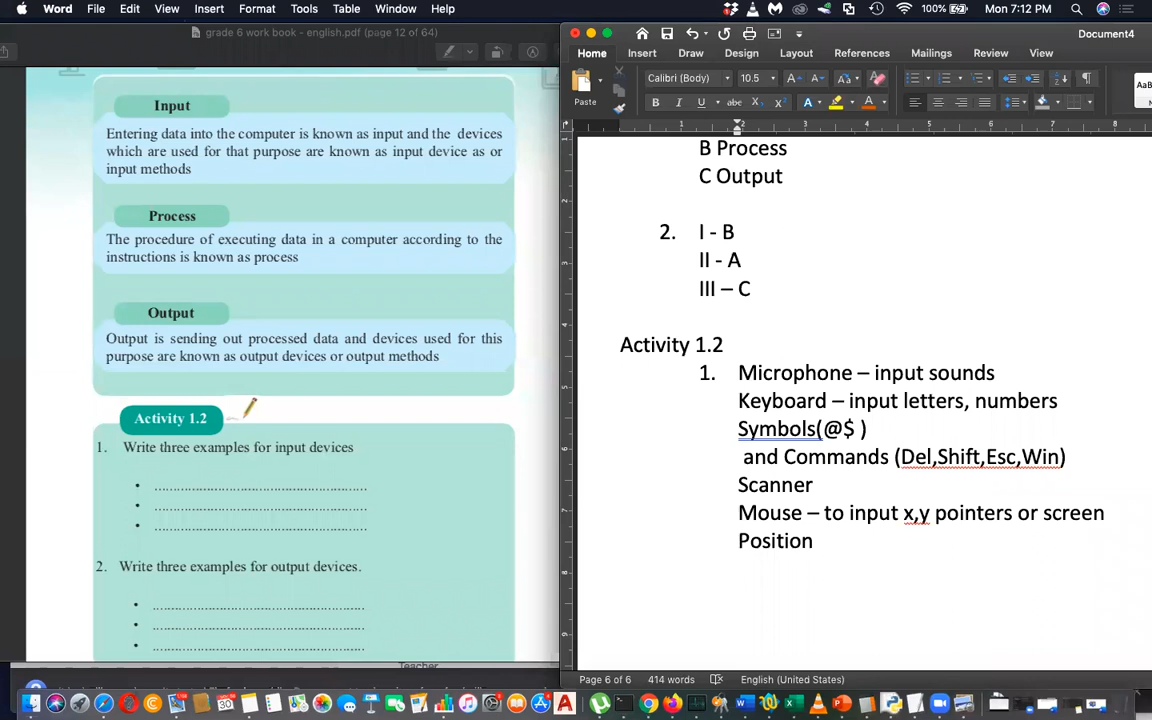 Word File Edit View Insert Format Tools Table Window Help 100% Mon 7:12 PM
grade 6 work book - english.pdf (page 12 of 64)
Input
Entering data into the computer is known as input and the devices
which are used for that purpose are known as input device as or
input methods
Process
The procedure of executing data in a computer according to the
instructions is known as process
Output
Output is sending out processed data and devices used for this
purpose are known as output devices or output methods
Activity 1.2
1. Write three examples for input devices
• ............................................................
• ............................................................
• ............................................................
2. Write three examples for output devices.
• ............................................................
• ............................................................
• ............................................................
Teacher
Document4
Home Insert Draw Design Layout References Mailings Review View
Paste
Calibri (Body) 10.5
B Process
C Output
2. I - B
II - A
III – C
Activity 1.2
1. Microphone – input sounds
Keyboard – input letters, numbers
Symbols(@$ )
and Commands (Del,Shift,Esc,Win)
Scanner
Mouse – to input x,y pointers or screen
Position
Page 6 of 6 414 words English (United States)